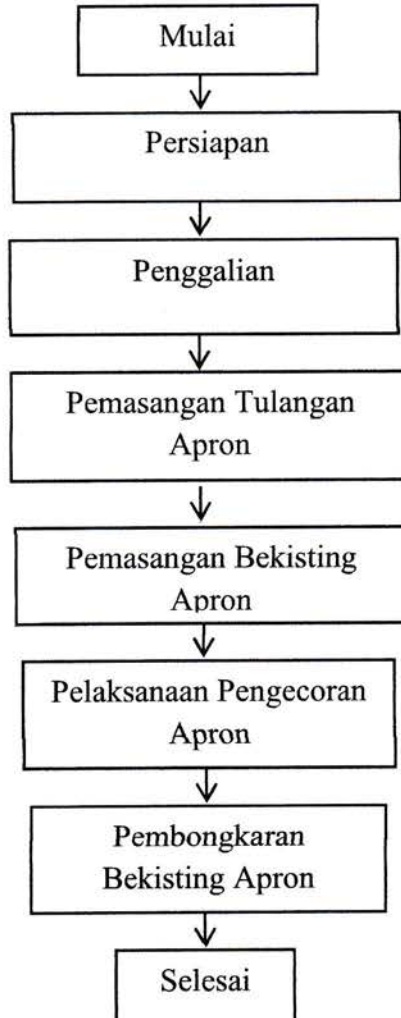 Mulai
Persiapan
Penggalian
Pemasangan Tulangan
Apron
Pemasangan Bekisting
Apron
Pelaksanaan Pengecoran
Apron
Pembongkaran
Bekisting Apron
Selesai